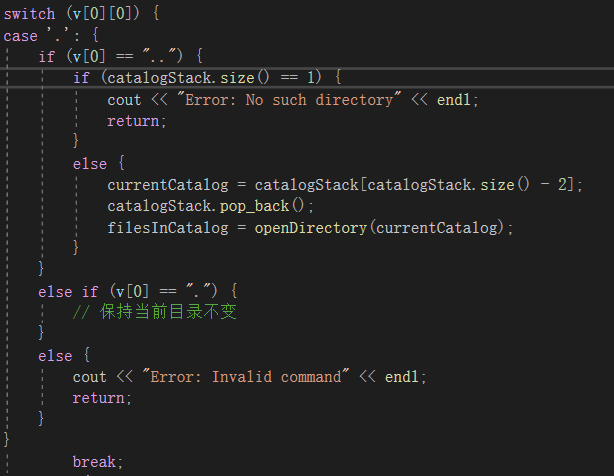 switch (v[0][0]) {
case '.': {
if (v[0] == "..") {
if (catalogStack.size() == 1) {
cout << "Error: No such directory" << endl;
return;
}
else {
currentCatalog = catalogStack[catalogStack.size() - 2];
catalogStack.pop_back();
filesInCatalog = openDirectory(currentCatalog);
}
}
else if (v[0] == ".") {
// 保持当前目录不变
}
else {
cout << "Error: Invalid command" << endl;
return;
}
}
break;